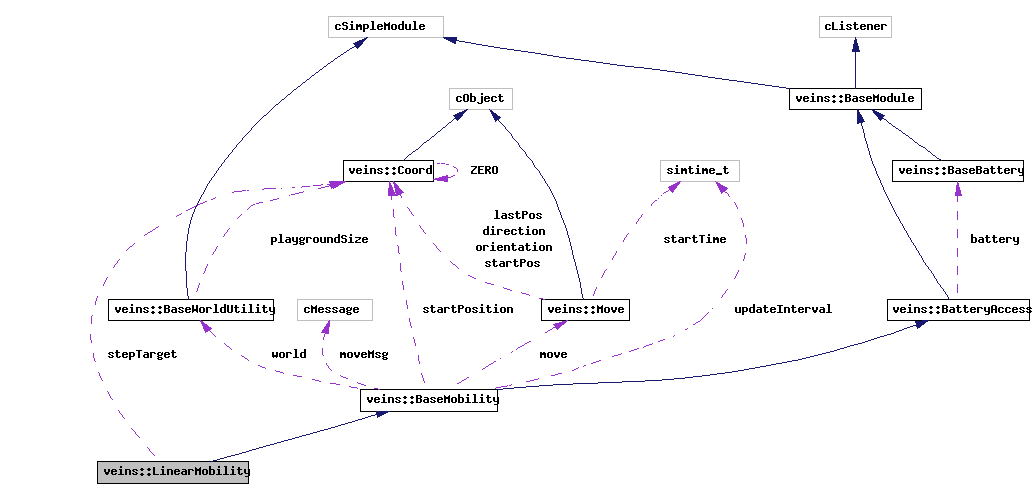 cSimpleModule
cListener
cObject
veins::BaseModule
veins::Coord
ZERO
simtime_t
veins::BaseBattery
lastPos
direction
orientation
startPos
playgroundSize
startTime
battery
veins::BaseWorldUtility
cMessage
startPosition
veins::Move
updateInterval
veins::BatteryAccess
stepTarget
world
moveMsg
move
veins::BaseMobility
veins::LinearMobility